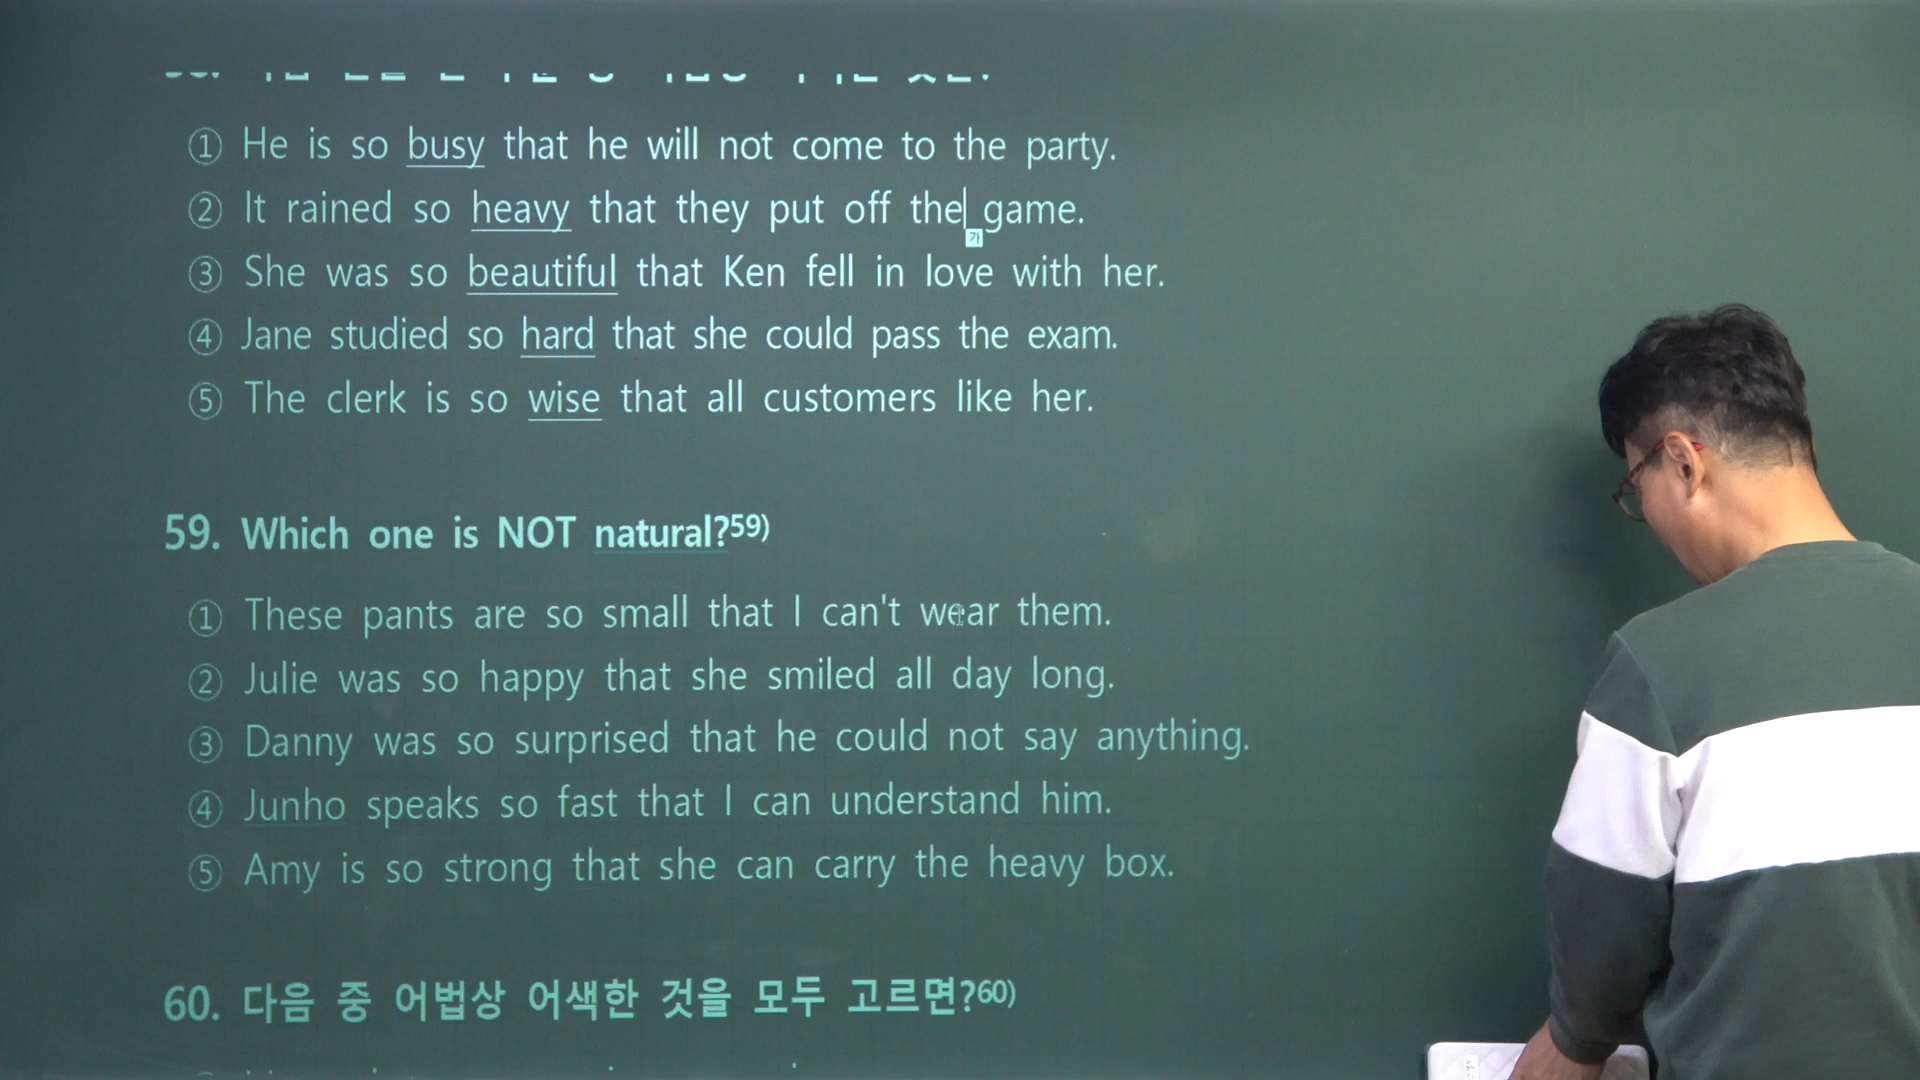 ① He is so busy that he will not come to the party.
② It rained so heavy that they put off the game.
가
③ She was so beautiful that Ken fell in love with her.
④ Jane studied so hard that she could pass the exam.
⑤ The clerk is so wise that all customers like her.
59. Which one is NOT natural?59)
① These pants are so small that I can't wear them.
② Julie was so happy that she smiled all day long.
③ Danny was so surprised that he could not say anything.
④ Junho speaks so fast that I can understand him.
⑤ Amy is so strong that she can carry the heavy box.
60. 다음 중 어법상 어색한 것을 모두 고르면?60)